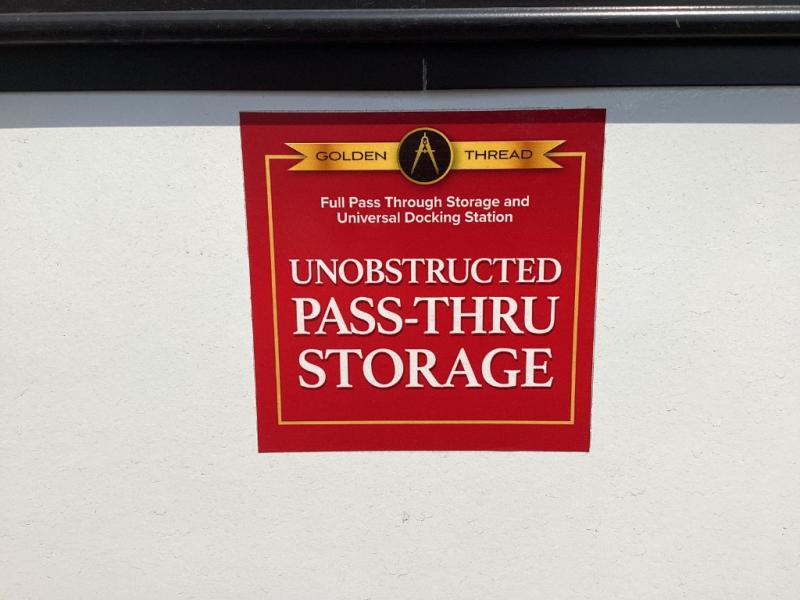 GOLDEN THREAD
Full Pass Through Storage and
Universal Docking Station
UNOBSTRUCTED
PASS-THRU
STORAGE